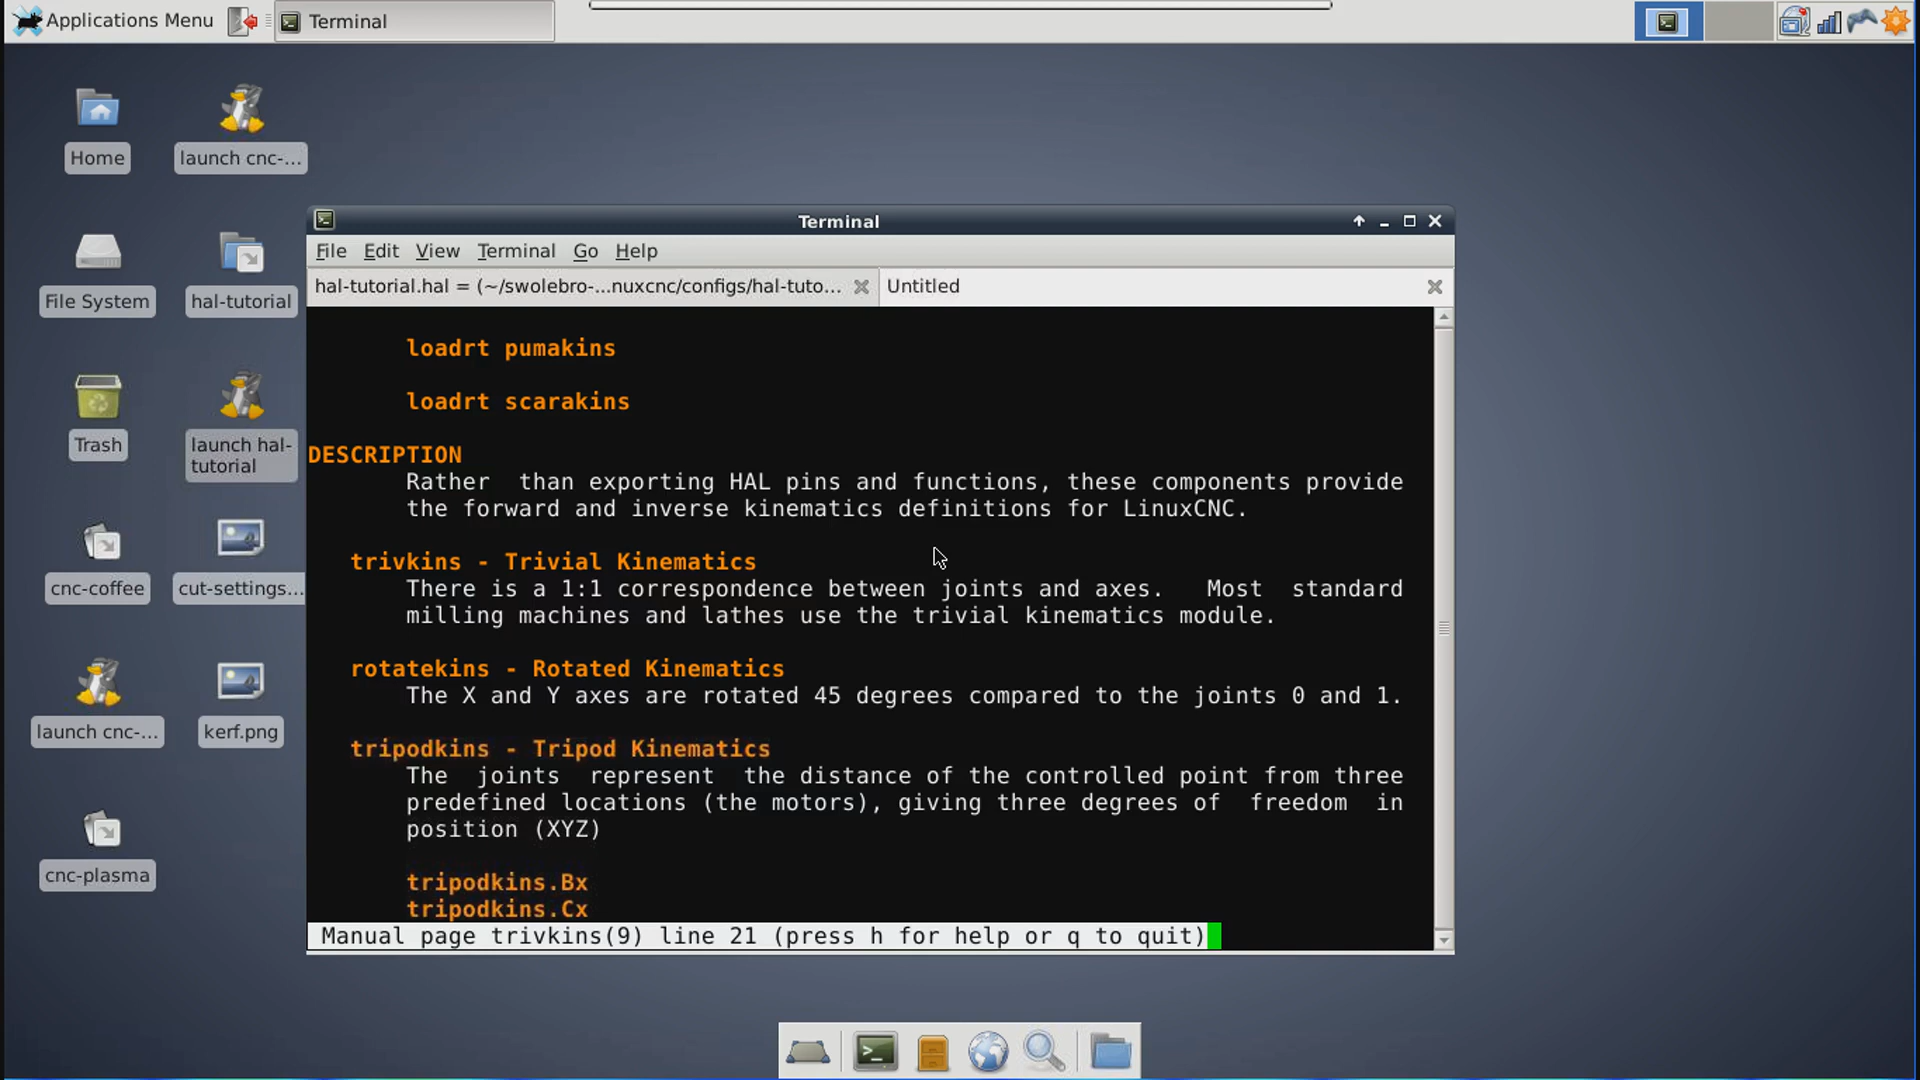 Applications Menu
Terminal
Home
launch cnc-...
File System
hal-tutorial
Trash
launch hal-
tutorial
cnc-coffee
cut-settings...
launch cnc-...
kerf.png
cnc-plasma
Terminal
File Edit View Terminal Go Help
hal-tutorial.hal = (~/swolebro-...nuxcnc/configs/hal-tuto...
Untitled
loadrt pumakins
loadrt scarakins
DESCRIPTION
Rather than exporting HAL pins and functions, these components provide
the forward and inverse kinematics definitions for LinuxCNC.
trivkins - Trivial Kinematics
There is a 1:1 correspondence between joints and axes. Most standard
milling machines and lathes use the trivial kinematics module.
rotatekins - Rotated Kinematics
The X and Y axes are rotated 45 degrees compared to the joints 0 and 1.
tripodkins - Tripod Kinematics
The joints represent the distance of the controlled point from three
predefined locations (the motors), giving three degrees of freedom in
position (XYZ)
tripodkins.Bx
tripodkins.Cx
Manual page trivkins(9) line 21 (press h for help or q to quit)